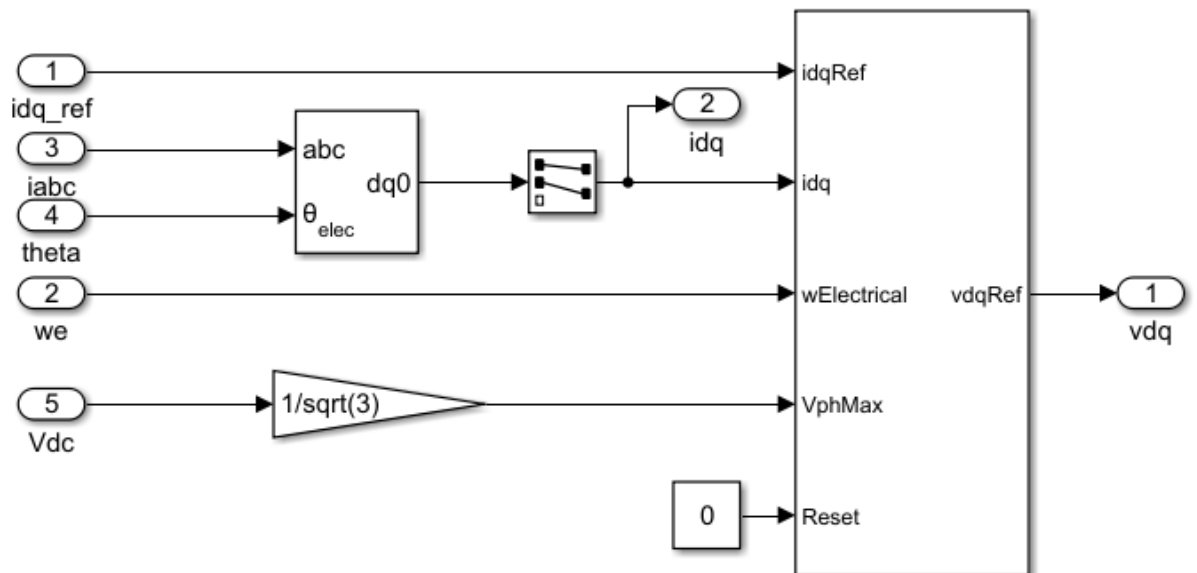 1
idq_ref
3
iabc
4
theta
2
we
5
Vdc
abc
θelec
dq0
1/sqrt(3)
2
idq
0
idqRef
idq
wElectrical
VphMax
Reset
vdqRef
1
vdq